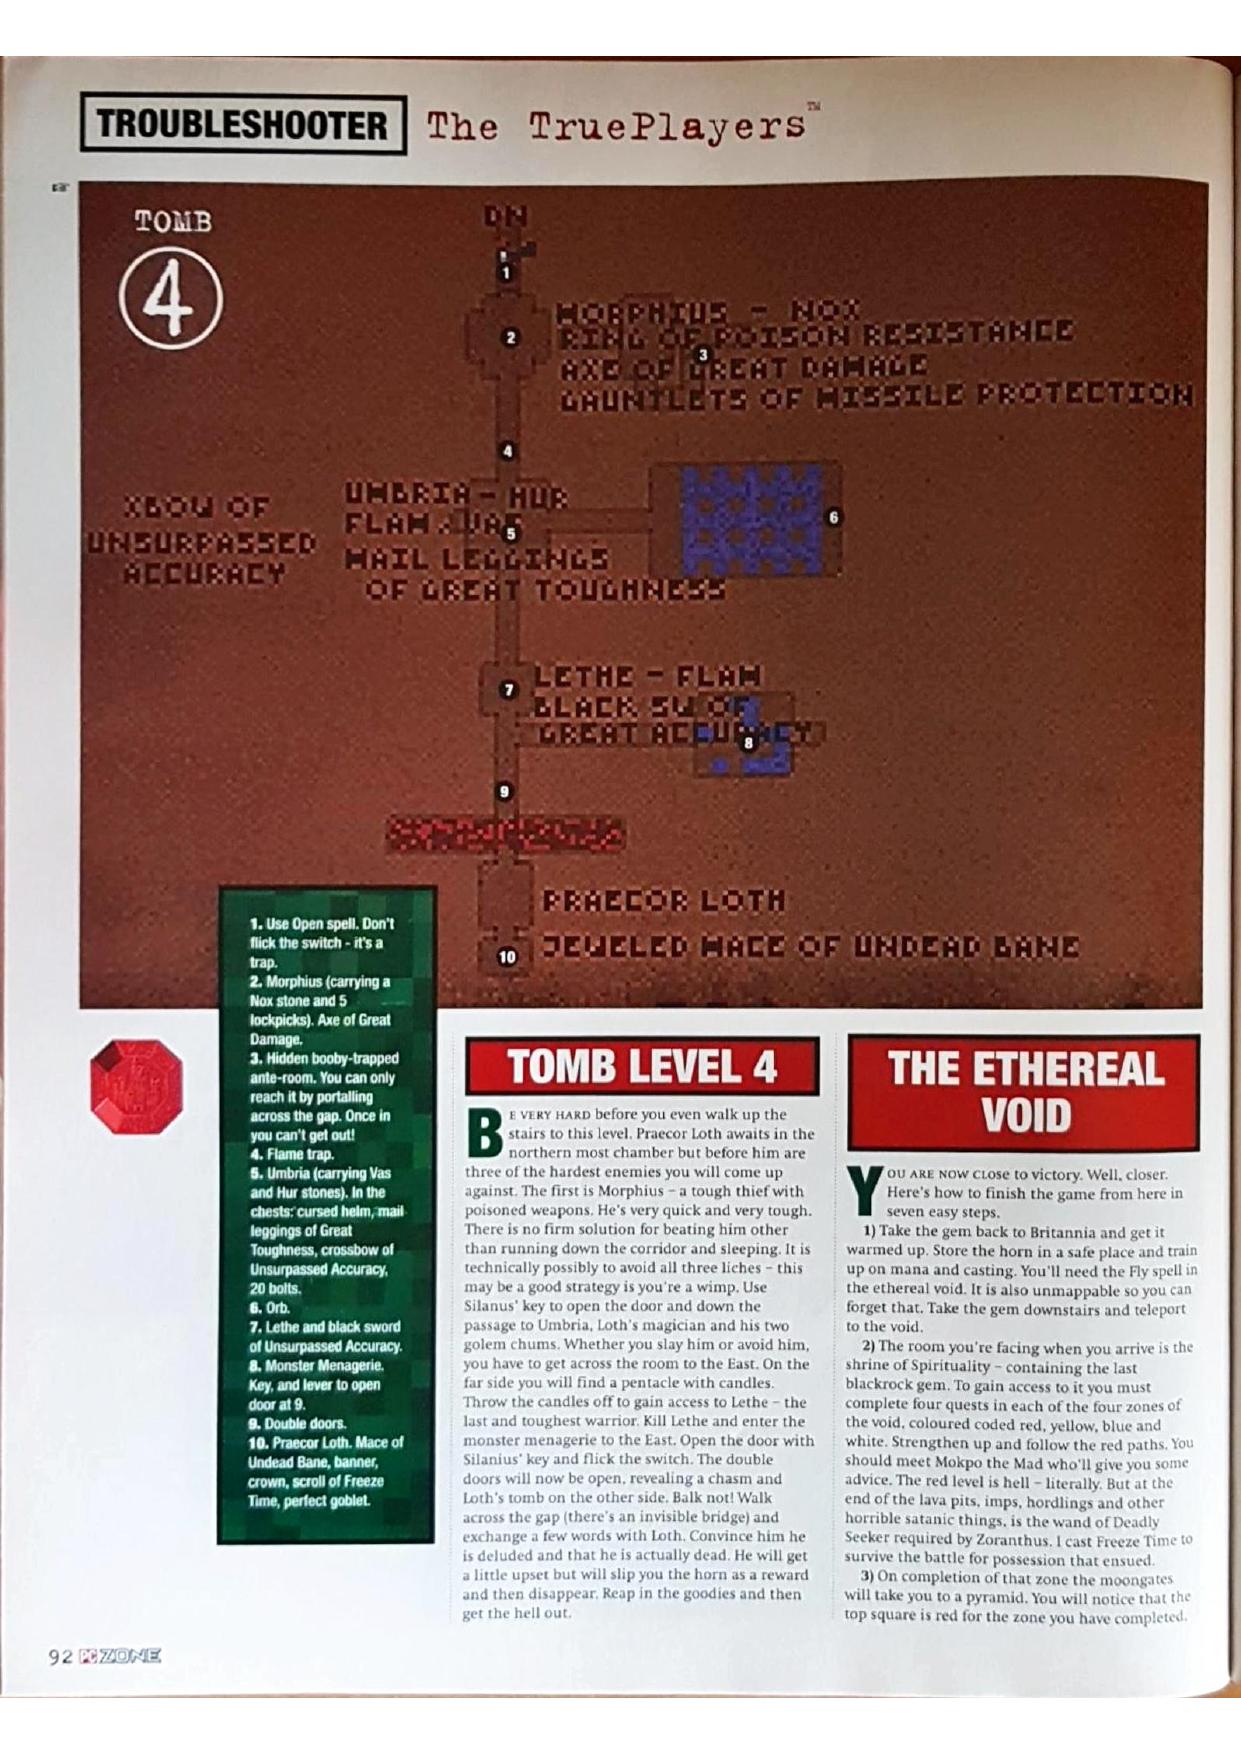 TROUBLESHOOTER The TruePlayers™
TOMB
4
DN
1
2
MORPHIUS - NOX
RING OF POISON RESISTANCE
3
AXE OF GREAT DAMAGE
GAUNTLETS OF MISSILE PROTECTION
4
XBOW OF
UNSURPASSED
ACCURACY
UMBRIA - HUR
FLAM & VAS
5
MAIL LEGGINGS
OF GREAT TOUGHNESS
6
7
LETHE - FLAM
BLACK SW OF
GREAT ACCURACY
8
9
PRAECOR LOTH
10
JEWELED MACE OF UNDEAD BANE
1. Use Open spell. Don't
flick the switch - it's a
trap.
2. Morphius (carrying a
Nox stone and 5
lockpicks). Axe of Great
Damage.
3. Hidden booby-trapped
ante-room. You can only
reach it by portalling
across the gap. Once in
you can't get out!
4. Flame trap.
5. Umbria (carrying Vas
and Hur stones). In the
chests: cursed helm, mail
leggings of Great
Toughness, crossbow of
Unsurpassed Accuracy,
20 bolts.
6. Orb.
7. Lethe and black sword
of Unsurpassed Accuracy.
8. Monster Menagerie.
Key, and lever to open
door at 9.
9. Double doors.
10. Praecor Loth. Mace of
Undead Bane, banner,
crown, scroll of Freeze
Time, perfect goblet.
TOMB LEVEL 4
BE VERY HARD before you even walk up the
stairs to this level. Praecor Loth awaits in the
northern most chamber but before him are
three of the hardest enemies you will come up
against. The first is Morphius – a tough thief with
poisoned weapons. He's very quick and very tough.
There is no firm solution for beating him other
than running down the corridor and sleeping. It is
technically possibly to avoid all three liches – this
may be a good strategy is you're a wimp. Use
Silanus' key to open the door and down the
passage to Umbria, Loth's magician and his two
golem chums. Whether you slay him or avoid him,
you have to get across the room to the East. On the
far side you will find a pentacle with candles.
Throw the candles off to gain access to Lethe – the
last and toughest warrior. Kill Lethe and enter the
monster menagerie to the East. Open the door with
Silanius' key and flick the switch. The double
doors will now be open, revealing a chasm and
Loth's tomb on the other side. Balk not! Walk
across the gap (there's an invisible bridge) and
exchange a few words with Loth. Convince him he
is deluded and that he is actually dead. He will get
a little upset but will slip you the horn as a reward
and then disappear. Reap in the goodies and then
get the hell out.
THE ETHEREAL
VOID
YOU ARE NOW CLOSE to victory. Well, closer.
Here's how to finish the game from here in
seven easy steps.
1) Take the gem back to Britannia and get it
warmed up. Store the horn in a safe place and train
up on mana and casting. You'll need the Fly spell in
the ethereal void. It is also unmappable so you can
forget that. Take the gem downstairs and teleport
to the void.
2) The room you're facing when you arrive is the
shrine of Spirituality – containing the last
blackrock gem. To gain access to it you must
complete four quests in each of the four zones of
the void, coloured coded red, yellow, blue and
white. Strengthen up and follow the red paths. You
should meet Mokpo the Mad who'll give you some
advice. The red level is hell – literally. But at the
end of the lava pits, imps, hordlings and other
horrible satanic things, is the wand of Deadly
Seeker required by Zoranthus. I cast Freeze Time to
survive the battle for possession that ensued.
3) On completion of that zone the moongates
will take you to a pyramid. You will notice that the
top square is red for the zone you have completed.
92 PC ZONE